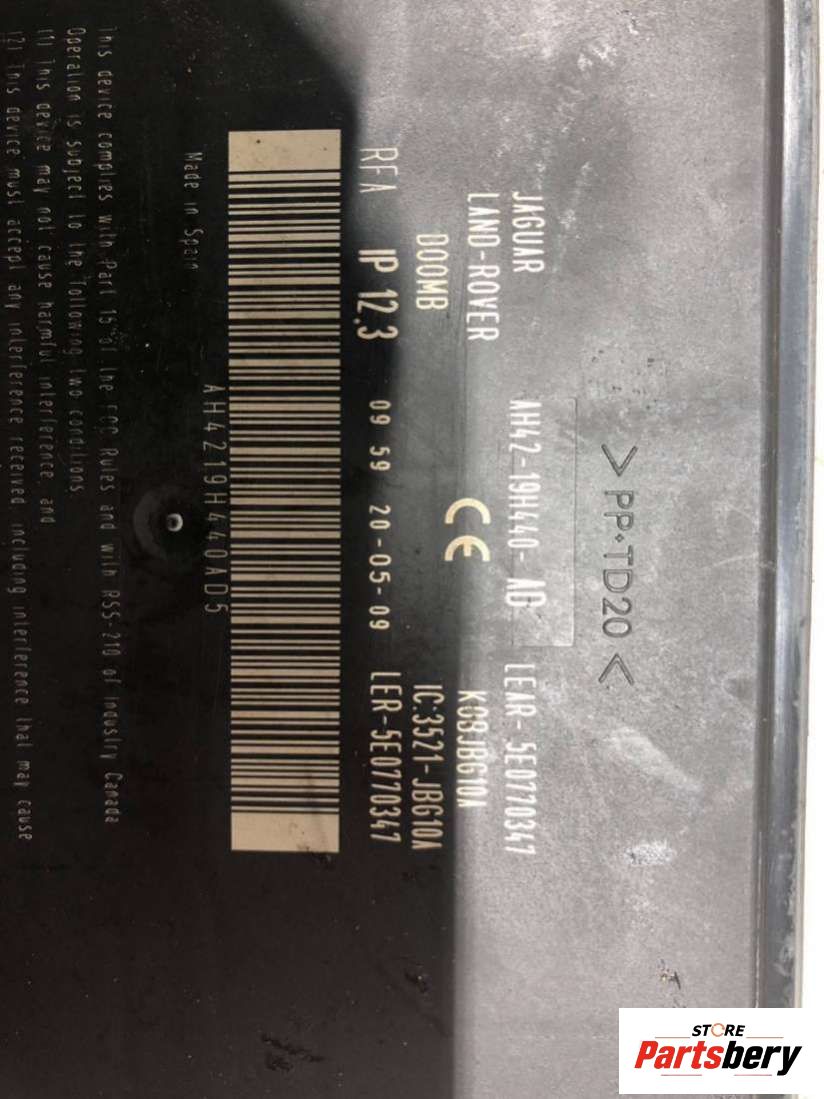 >PP·TD20<
JAGUAR AH42-19H440-AD LEAR-5E0770347
LAND-ROVER K08JBG10A
BOOMB CE IC:3521-JBG10A
RFA IP 12.3 09 59 20-05-09 LER-5E0770347
AH4219H440AD5
Made in Spain
This device complies with Part 15 of the FCC Rules and with RSS-210 of Industry Canada
Operation is subject to the following two conditions
(1) This device may not cause harmful interference, and
(2) This device must accept any interference received, including interference that may cause
STORE
Partsbery